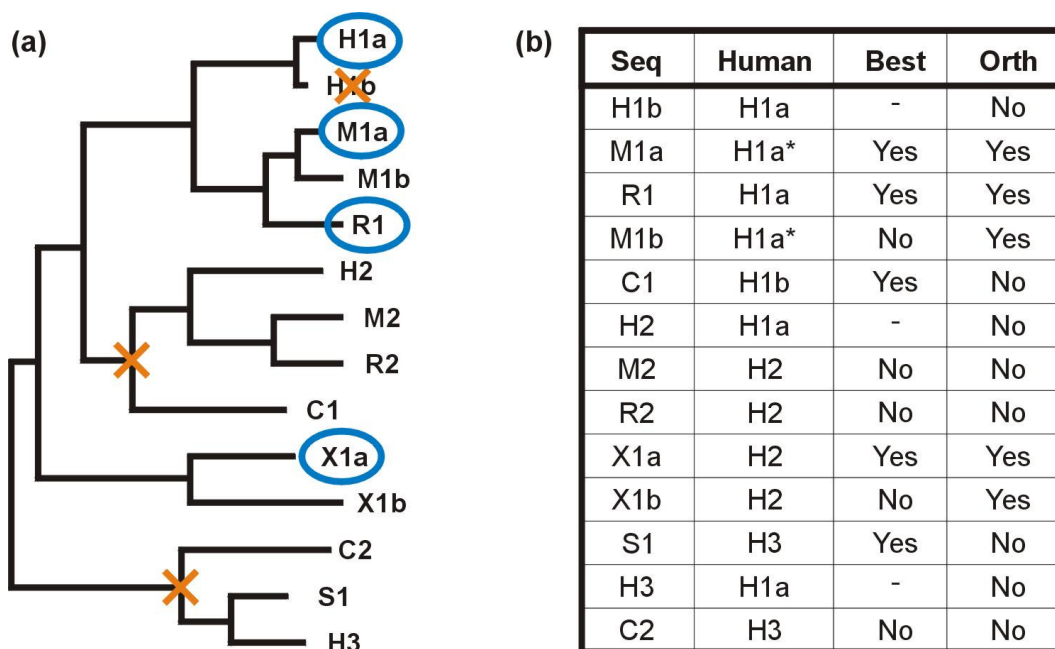 (a)
H1a
H1b
M1a
M1b
R1
H2
M2
R2
C1
X1a
X1b
C2
S1
H3
(b)
Seq Human Best Orth
H1b H1a - No
M1a H1a* Yes Yes
R1 H1a Yes Yes
M1b H1a* No Yes
C1 H1b Yes No
H2 H1a - No
M2 H2 No No
R2 H2 No No
X1a H2 Yes Yes
X1b H2 No Yes
S1 H3 Yes No
H3 H1a - No
C2 H3 No No